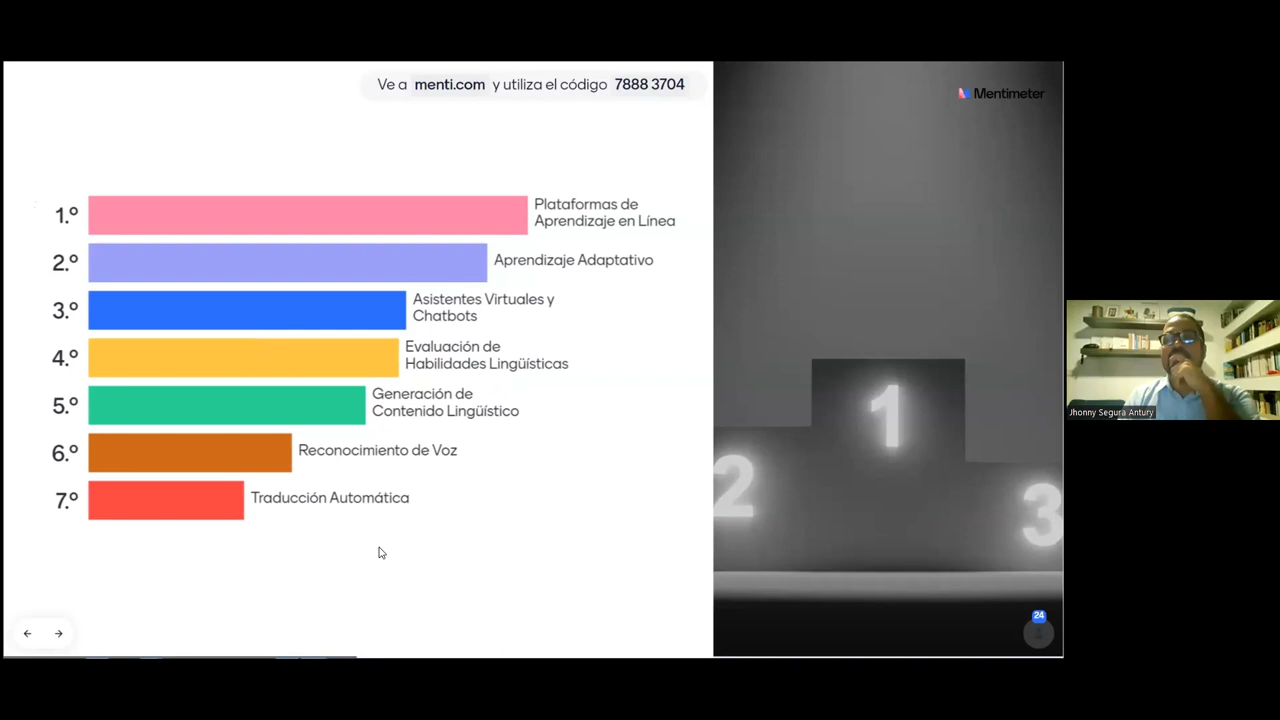 Ve a menti.com y utiliza el código 7888 3704
Mentimeter
1.º
Plataformas de
Aprendizaje en Línea
2.º
Aprendizaje Adaptativo
3.º
Asistentes Virtuales y
Chatbots
4.º
Evaluación de
Habilidades Lingüísticas
5.º
Generación de
Contenido Lingüístico
6.º
Reconocimiento de Voz
7.º
Traducción Automática
1
2
3
24
Jhonny Segura Antury